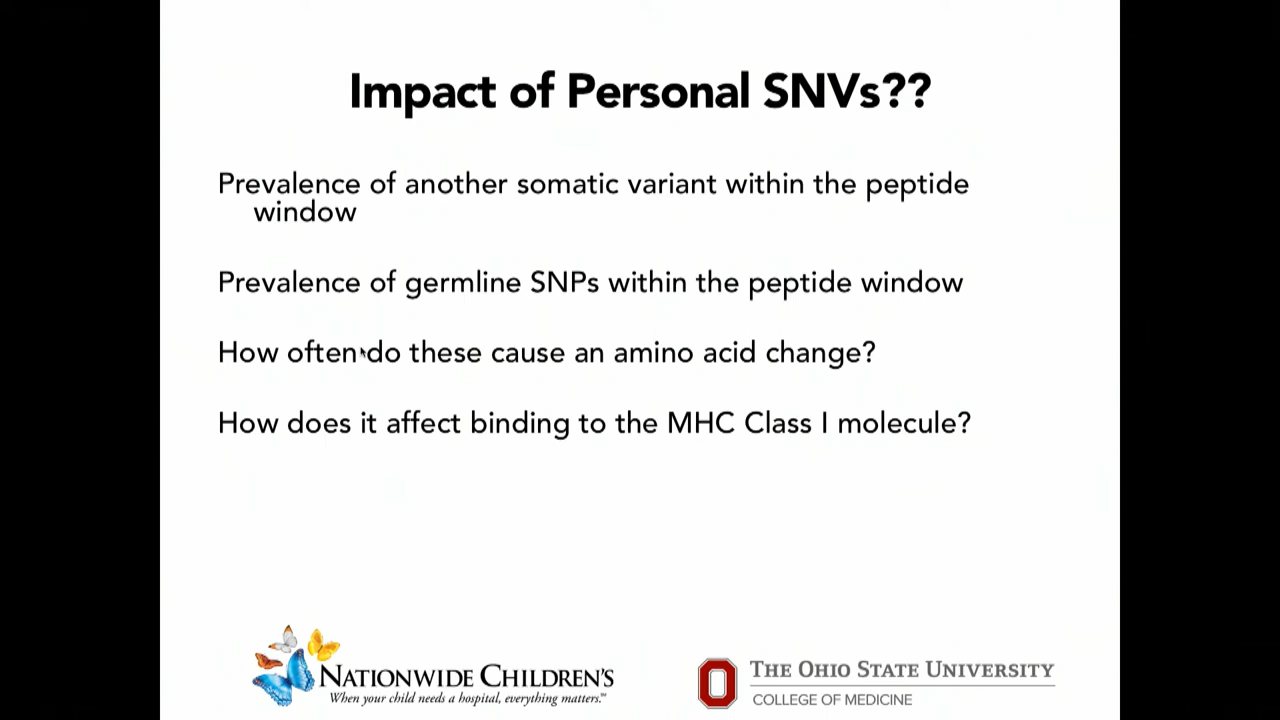 Impact of Personal SNVs??
Prevalence of another somatic variant within the peptide
window
Prevalence of germline SNPs within the peptide window
How often do these cause an amino acid change?
How does it affect binding to the MHC Class I molecule?
NATIONWIDE CHILDREN'S
When your child needs a hospital, everything matters.℠
THE OHIO STATE UNIVERSITY
COLLEGE OF MEDICINE